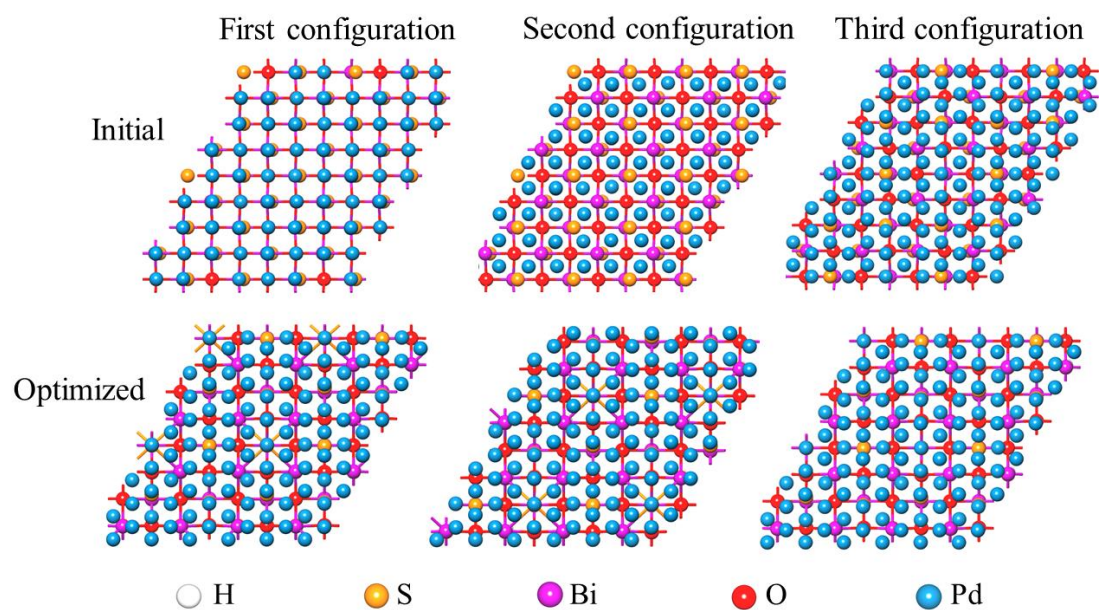 First configuration Second configuration Third configuration
Initial
Optimized
H S Bi O Pd